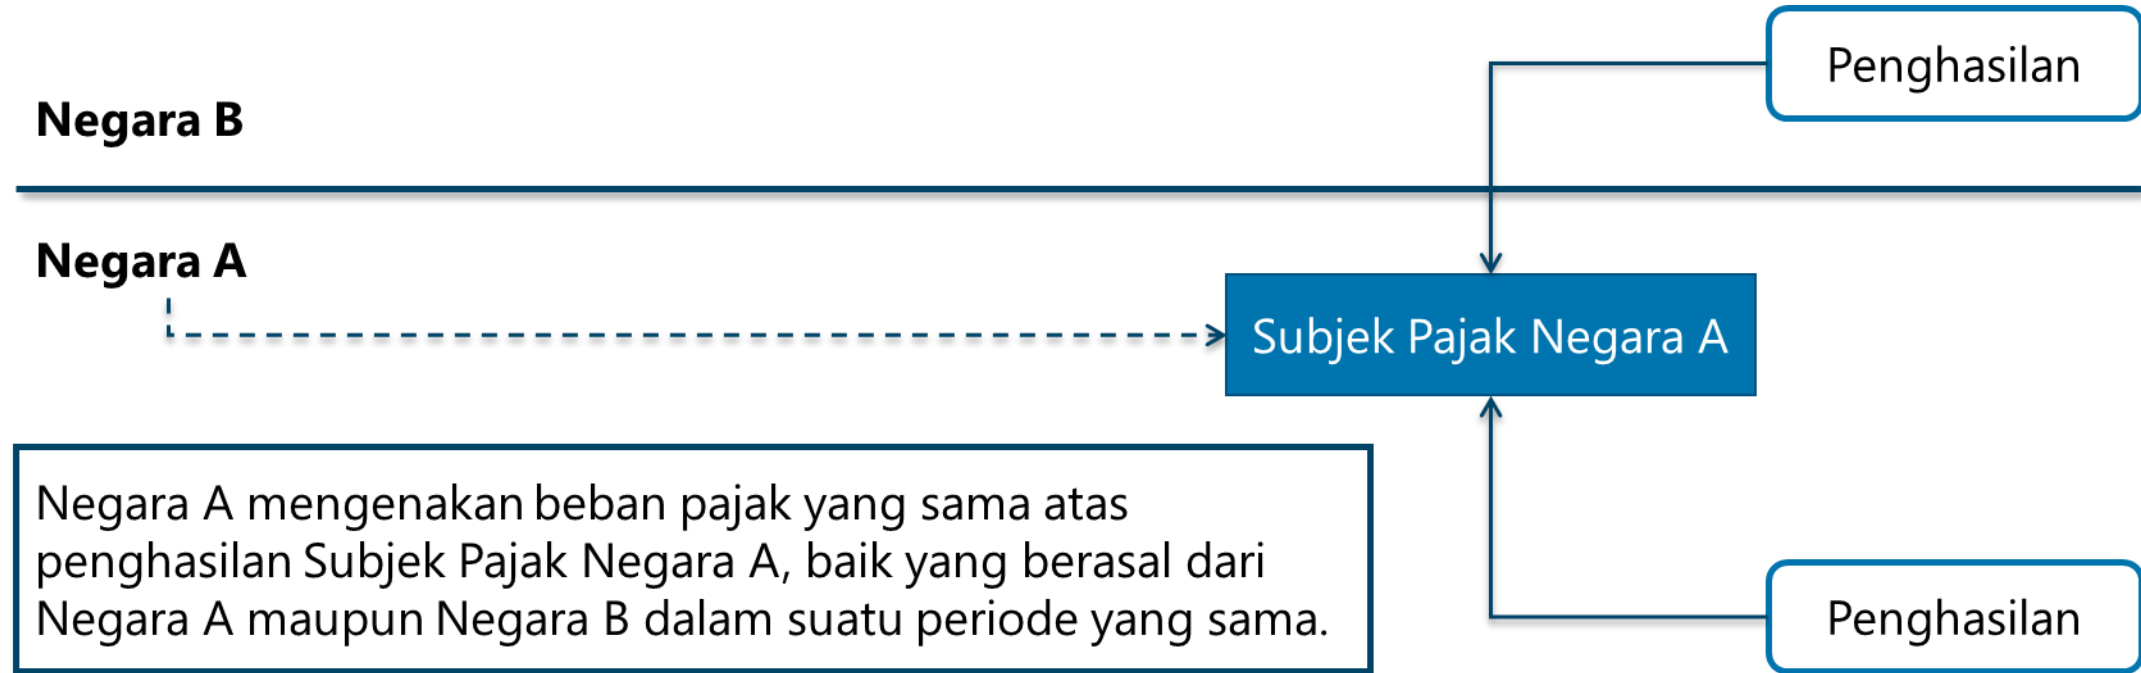 Penghasilan
Negara B
Negara A
Subjek Pajak Negara A
Negara A mengenakan beban pajak yang sama atas
penghasilan Subjek Pajak Negara A, baik yang berasal dari
Negara A maupun Negara B dalam suatu periode yang sama.
Penghasilan